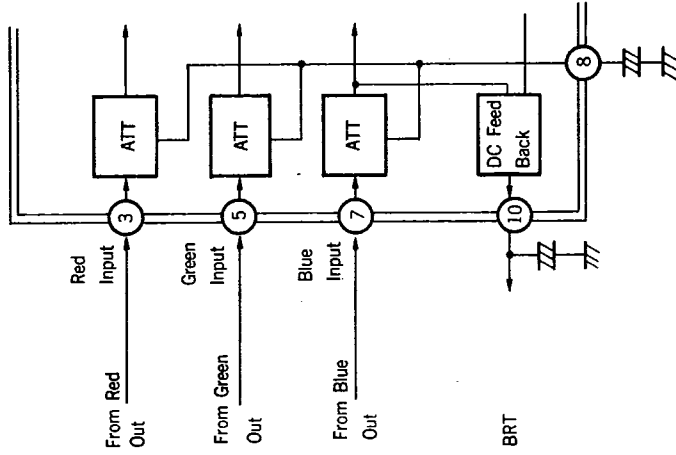 From Red
Out
Red
Input
3
ATT
From Green
Out
Green
Input
5
ATT
From Blue
Out
Blue
Input
7
ATT
BRT
10
DC Feed
Back
8